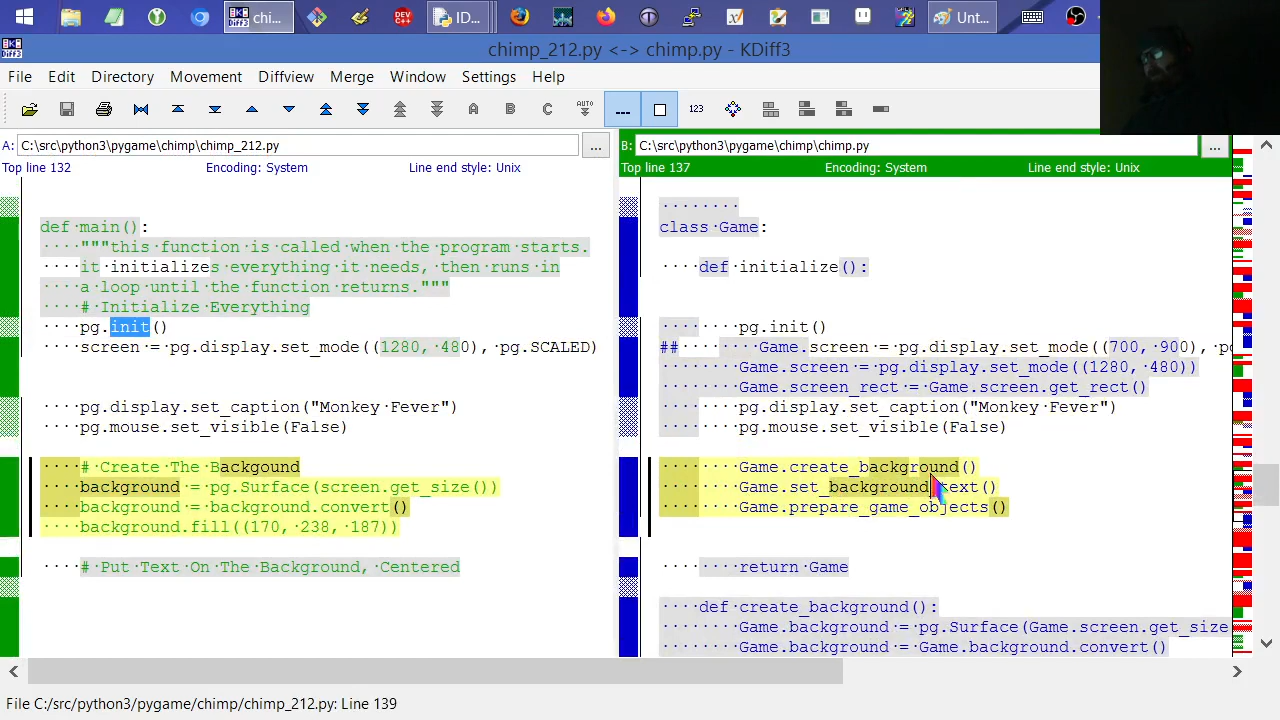 chi...
DEV C++
ID...
Unt...
chimp_212.py <-> chimp.py - KDiff3
File Edit Directory Movement Diffview Merge Window Settings Help
A B C AUTO 123
A: C:\src\python3\pygame\chimp\chimp_212.py ...
Top line 132 Encoding: System Line end style: Unix
def·main():
····"""this·function·is·called·when·the·program·starts.
····it·initializes·everything·it·needs,·then·runs·in
····a·loop·until·the·function·returns."""
····#·Initialize·Everything
····pg.init()
····screen·=·pg.display.set_mode((1280,·480),·pg.SCALED)
····pg.display.set_caption("Monkey·Fever")
····pg.mouse.set_visible(False)
····#·Create·The·Backgound
····background·=·pg.Surface(screen.get_size())
····background·=·background.convert()
····background.fill((170,·238,·187))
····#·Put·Text·On·The·Background,·Centered
B: C:\src\python3\pygame\chimp\chimp.py ...
Top line 137 Encoding: System Line end style: Unix
········
class·Game:
····def·initialize():
········pg.init()
##··········Game.screen·=·pg.display.set_mode((700,·900),·pg
········Game.screen·=·pg.display.set_mode((1280,·480))
········Game.screen_rect·=·Game.screen.get_rect()
········pg.display.set_caption("Monkey·Fever")
········pg.mouse.set_visible(False)
········Game.create_background()
········Game.set_background_text()
········Game.prepare_game_objects()
········return·Game
····def·create_background():
········Game.background·=·pg.Surface(Game.screen.get_size
········Game.background·=·Game.background.convert()
File C:/src/python3/pygame/chimp/chimp_212.py: Line 139